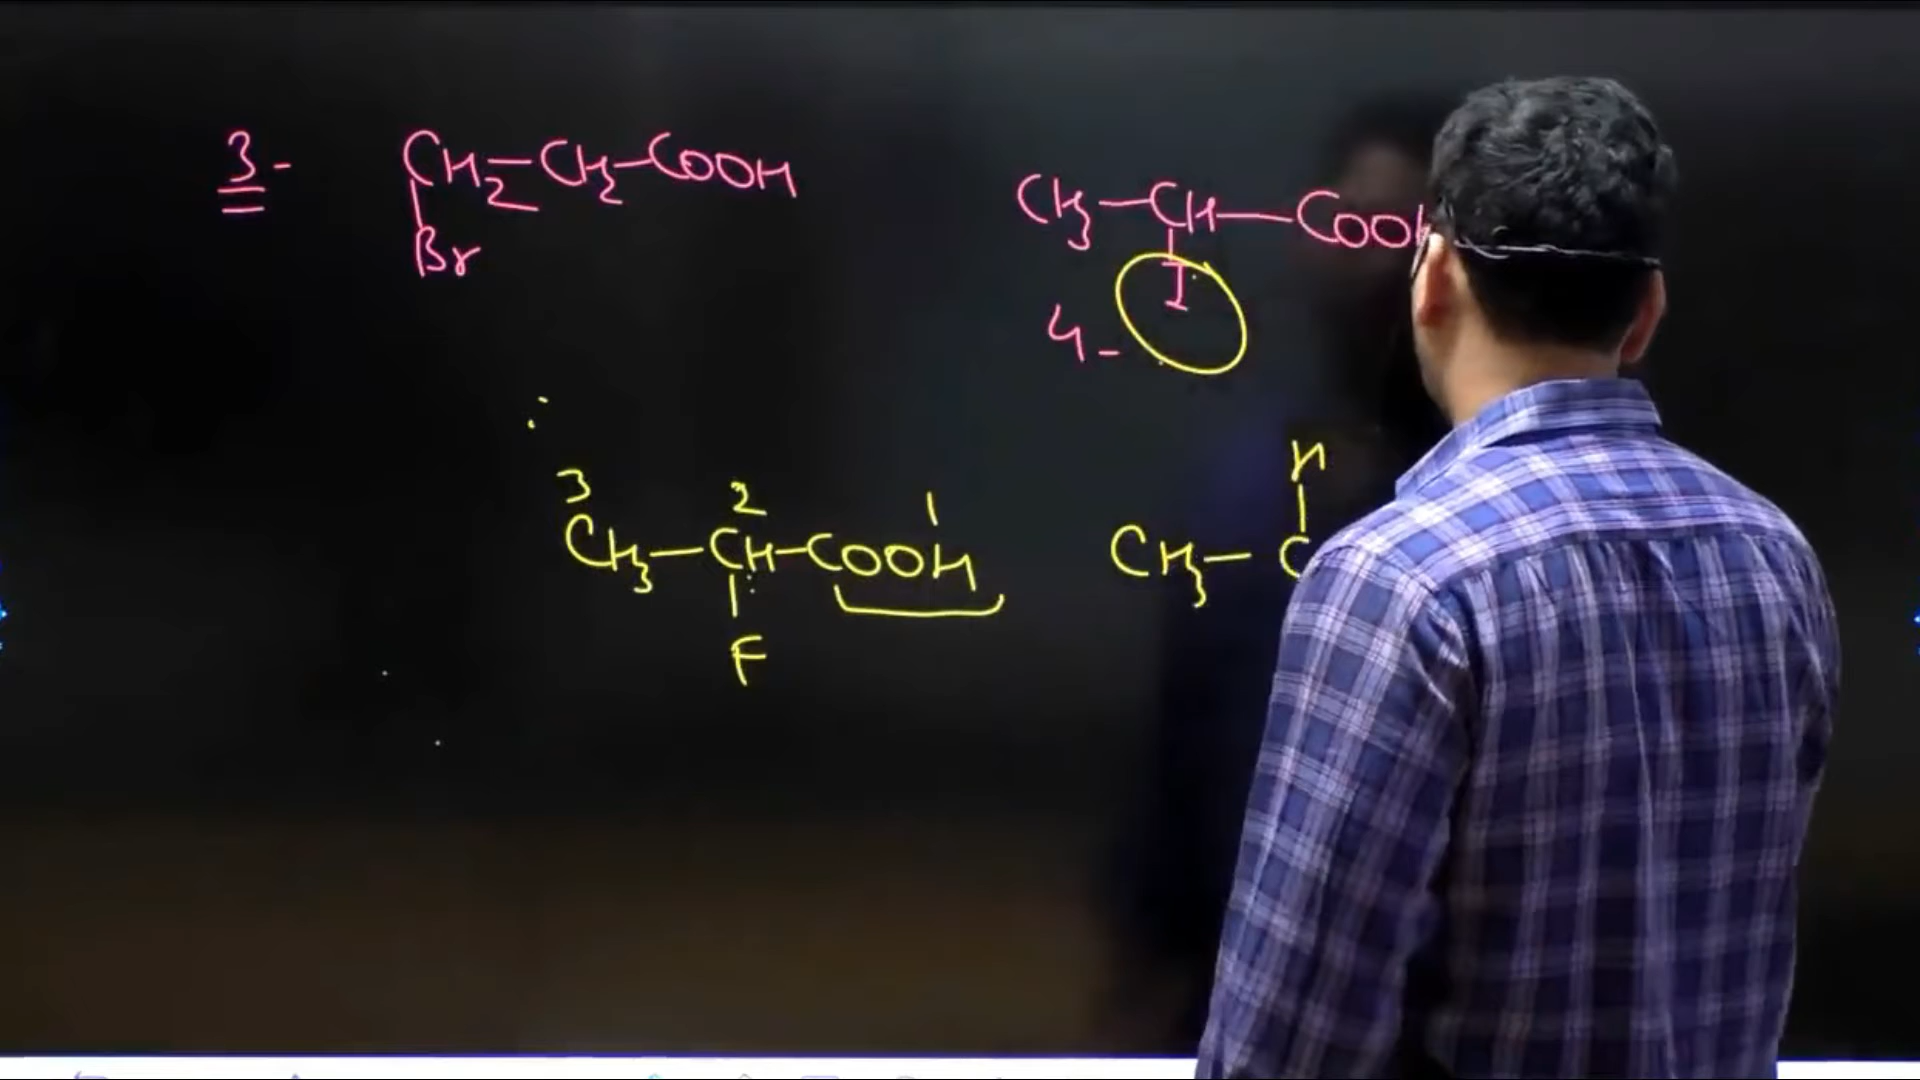 3- CH2-CH2-COOH
Br
CH3-CH-COOH
I
4-
3 2 1
CH3-CH-COOH
F
H
CH3-C